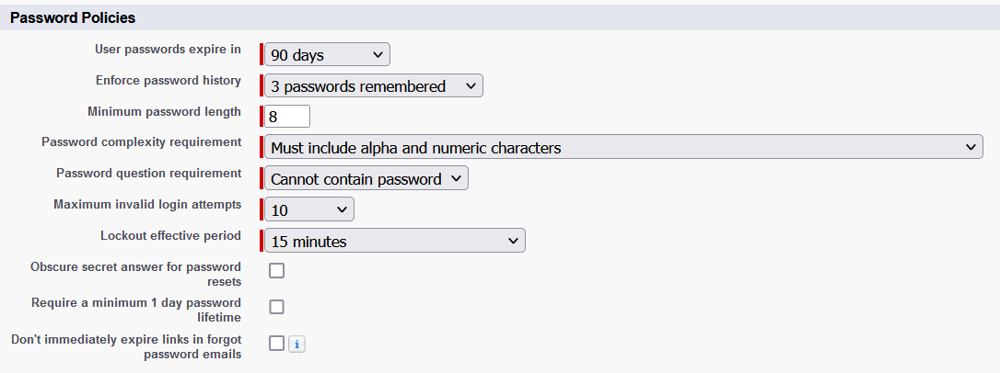 Password Policies
User passwords expire in
90 days
Enforce password history
3 passwords remembered
Minimum password length
8
Password complexity requirement
Must include alpha and numeric characters
Password question requirement
Cannot contain password
Maximum invalid login attempts
10
Lockout effective period
15 minutes
Obscure secret answer for password
resets
Require a minimum 1 day password
lifetime
Don't immediately expire links in forgot
password emails
i